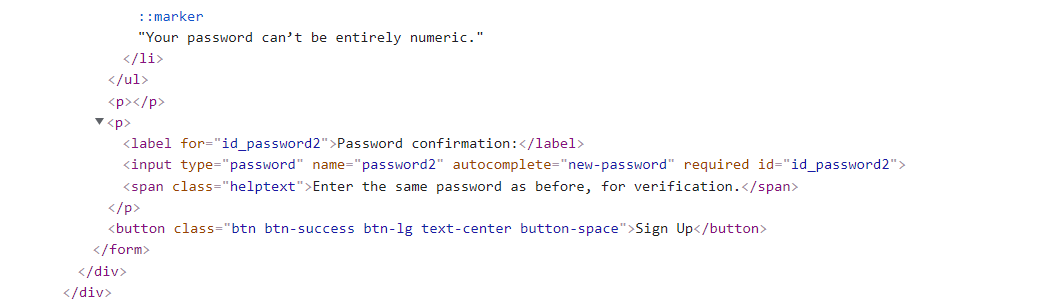 ::marker
"Your password can’t be entirely numeric."
</li>
</ul>
<p></p>
▼<p>
<label for="id_password2">Password confirmation:</label>
<input type="password" name="password2" autocomplete="new-password" required id="id_password2">
<span class="helptext">Enter the same password as before, for verification.</span>
</p>
<button class="btn btn-success btn-lg text-center button-space">Sign Up</button>
</form>
</div>
</div>